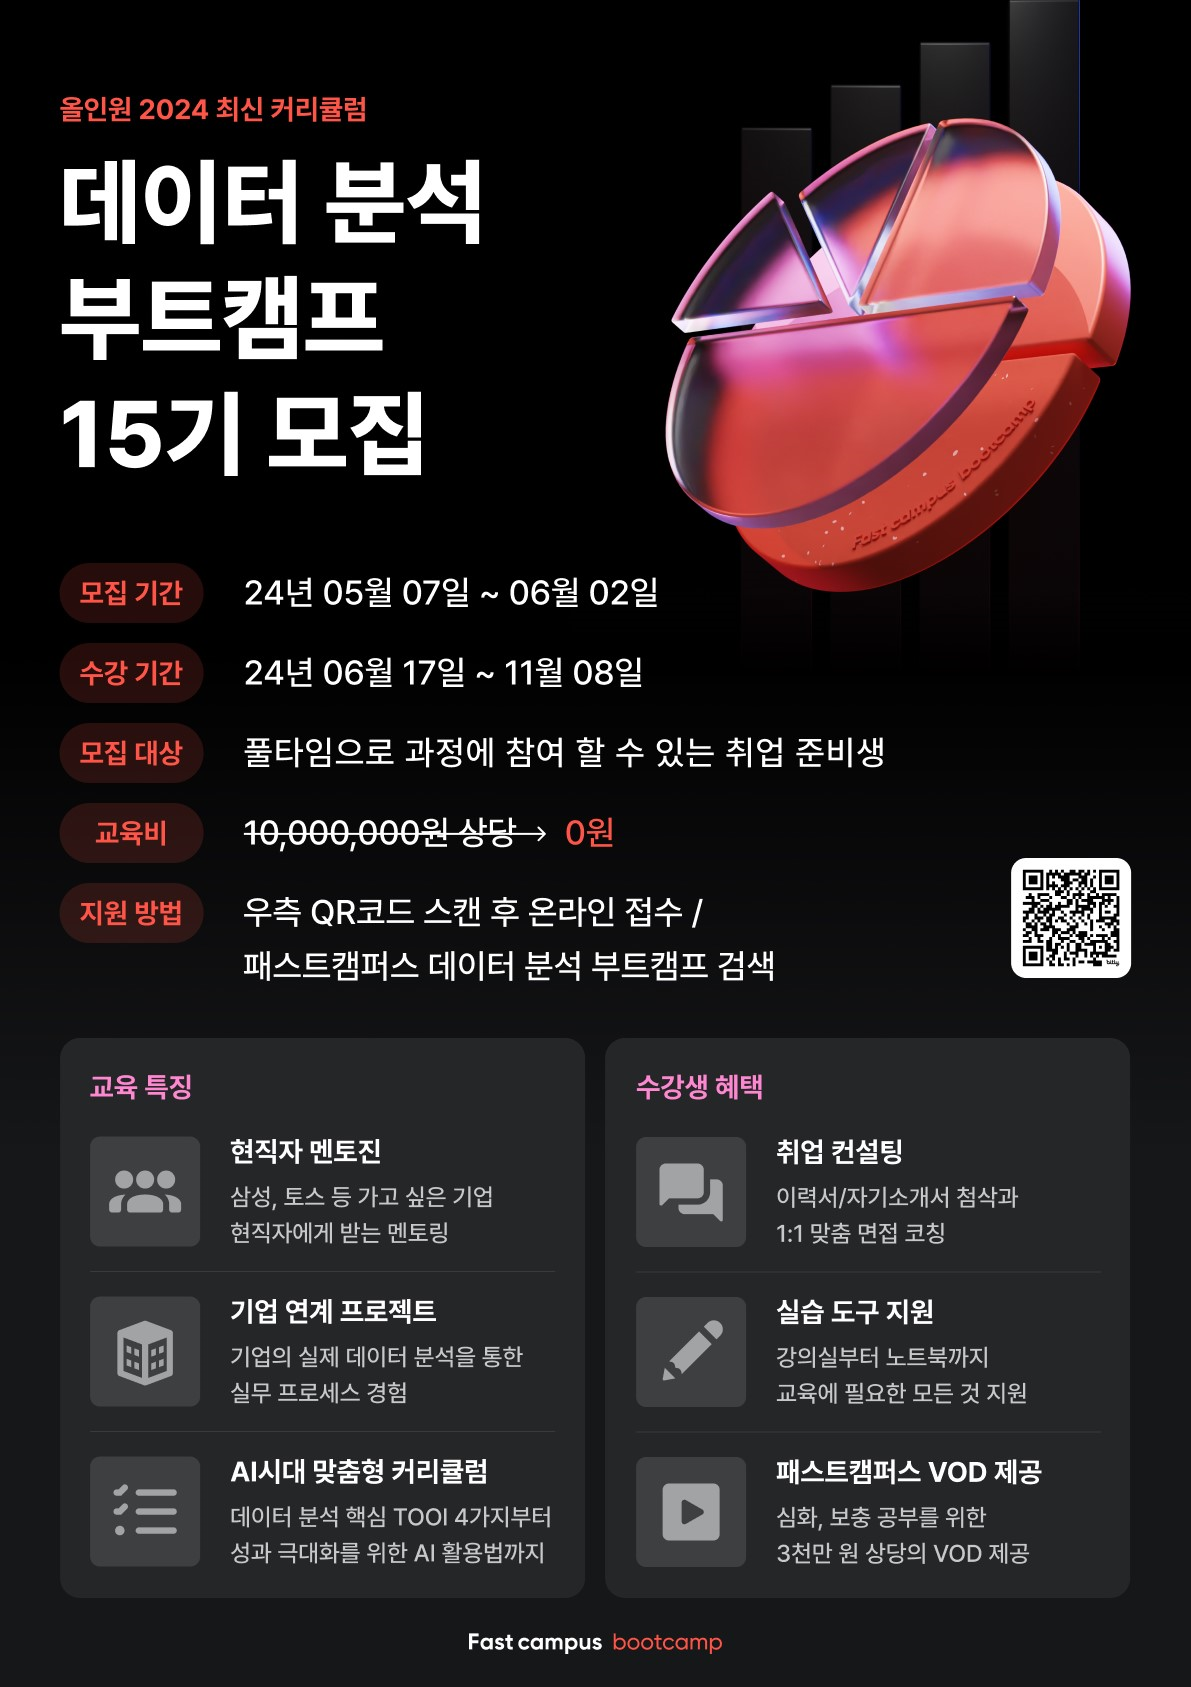 올인원 2024 최신 커리큘럼
데이터 분석
부트캠프
15기 모집
Fast campus bootcamp
모집 기간
24년 05월 07일 ~ 06월 02일
수강 기간
24년 06월 17일 ~ 11월 08일
모집 대상
풀타임으로 과정에 참여 할 수 있는 취업 준비생
교육비
10,000,000원 상당 → 0원
지원 방법
우측 QR코드 스캔 후 온라인 접수 /
패스트캠퍼스 데이터 분석 부트캠프 검색
bitly
교육 특징
현직자 멘토진
삼성, 토스 등 가고 싶은 기업
현직자에게 받는 멘토링
기업 연계 프로젝트
기업의 실제 데이터 분석을 통한
실무 프로세스 경험
AI시대 맞춤형 커리큘럼
데이터 분석 핵심 TOOl 4가지부터
성과 극대화를 위한 AI 활용법까지
수강생 혜택
취업 컨설팅
이력서/자기소개서 첨삭과
1:1 맞춤 면접 코칭
실습 도구 지원
강의실부터 노트북까지
교육에 필요한 모든 것 지원
패스트캠퍼스 VOD 제공
심화, 보충 공부를 위한
3천만 원 상당의 VOD 제공
Fast campus bootcamp